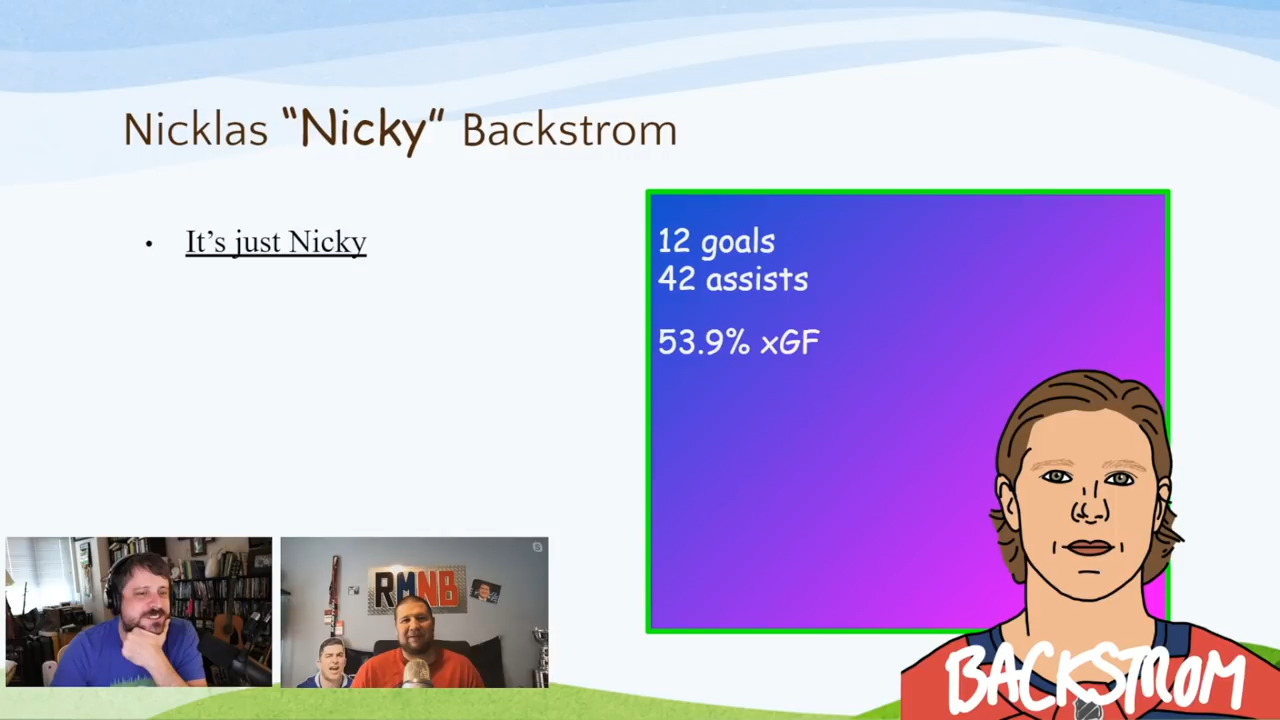 Nicklas “Nicky” Backstrom
• It’s just Nicky
12 goals
42 assists
53.9% xGF
RMNB
BACKSTROM